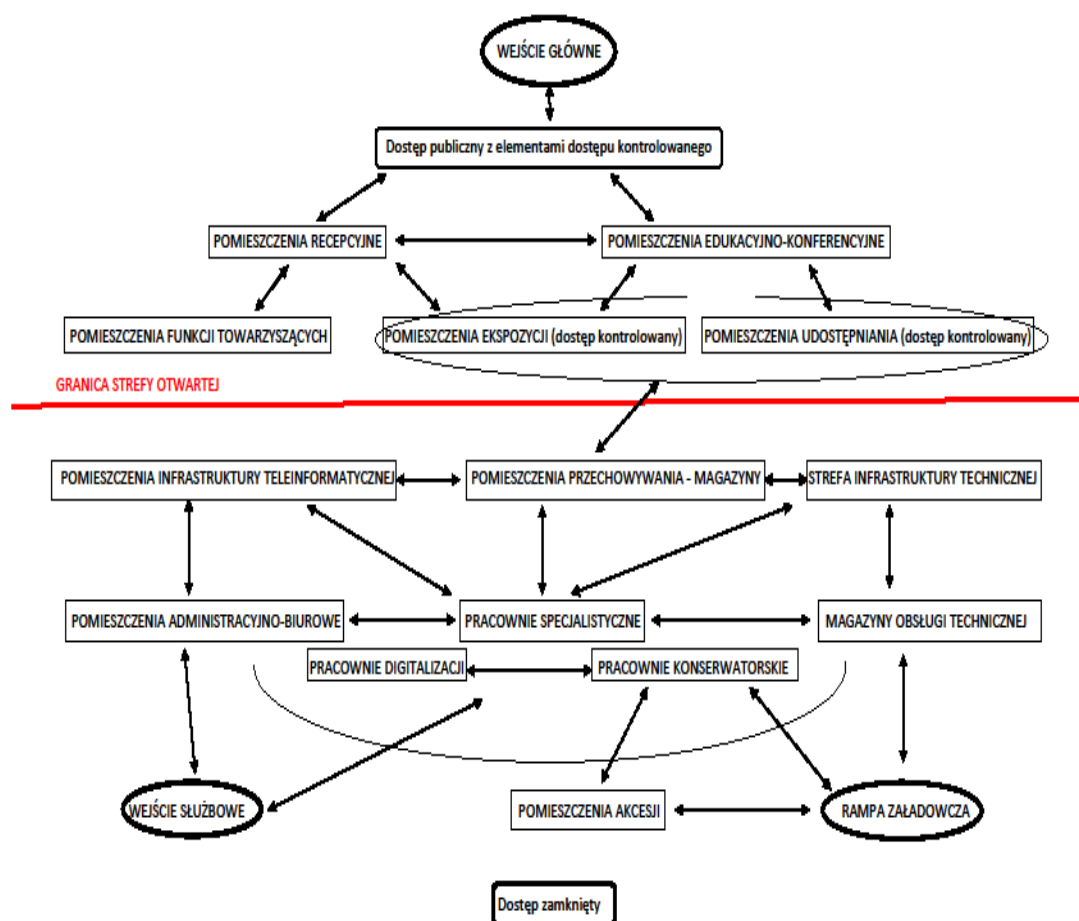 WEJŚCIE GŁÓWNE
Dostęp publiczny z elementami dostępu kontrolowanego
POMIESZCZENIA RECEPCYJNE
POMIESZCZENIA EDUKACYJNO-KONFERENCYJNE
POMIESZCZENIA FUNKCJI TOWARZYSZĄCYCH
POMIESZCZENIA EKSPOZYCJI (dostęp kontrolowany)
POMIESZCZENIA UDOSTĘPNIANIA (dostęp kontrolowany)
GRANICA STREFY OTWARTEJ
POMIESZCZENIA INFRASTRUKTURY TELEINFORMATYCZNEJ
POMIESZCZENIA PRZECHOWYWANIA - MAGAZYNY
STREFA INFRASTRUKTURY TECHNICZNEJ
POMIESZCZENIA ADMINISTRACYJNO-BIUROWE
PRACOWNIE SPECJALISTYCZNE
MAGAZYNY OBSŁUGI TECHNICZNEJ
PRACOWNIE DIGITALIZACJI
PRACOWNIE KONSERWATORSKIE
WEJŚCIE SŁUŻBOWE
POMIESZCZENIA AKCESJI
RAMPA ZAŁADOWCZA
Dostęp zamknięty